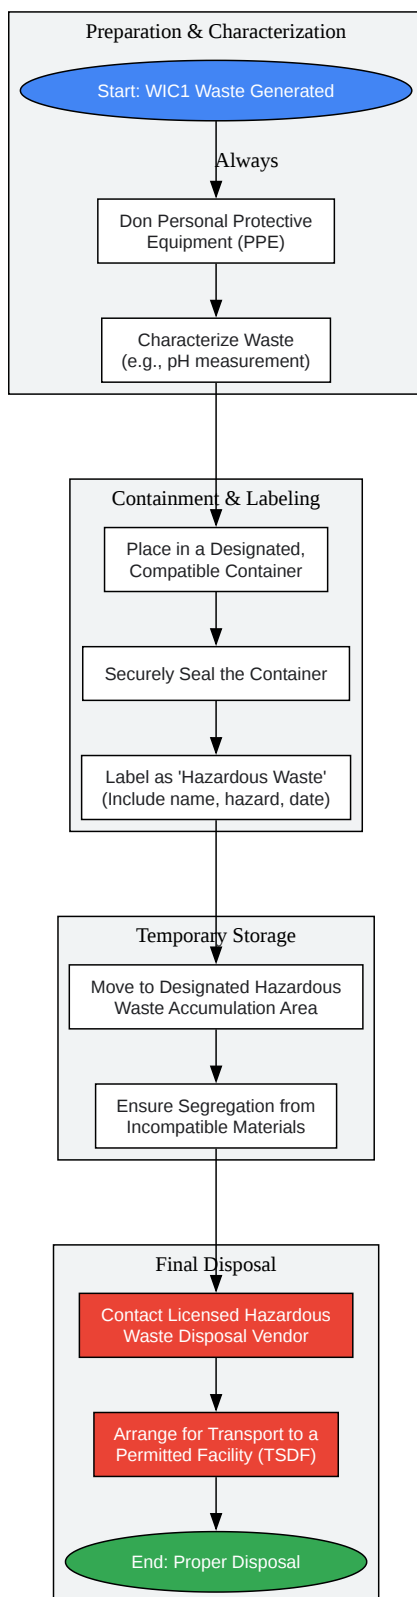 Preparation & Characterization
Start: WIC1 Waste Generated
Always
Don Personal Protective
Equipment (PPE)
Characterize Waste
(e.g., pH measurement)
Containment & Labeling
Place in a Designated,
Compatible Container
Securely Seal the Container
Label as 'Hazardous Waste'
(Include name, hazard, date)
Temporary Storage
Move to Designated Hazardous
Waste Accumulation Area
Ensure Segregation from
Incompatible Materials
Final Disposal
Contact Licensed Hazardous
Waste Disposal Vendor
Arrange for Transport to a
Permitted Facility (TSDF)
End: Proper Disposal